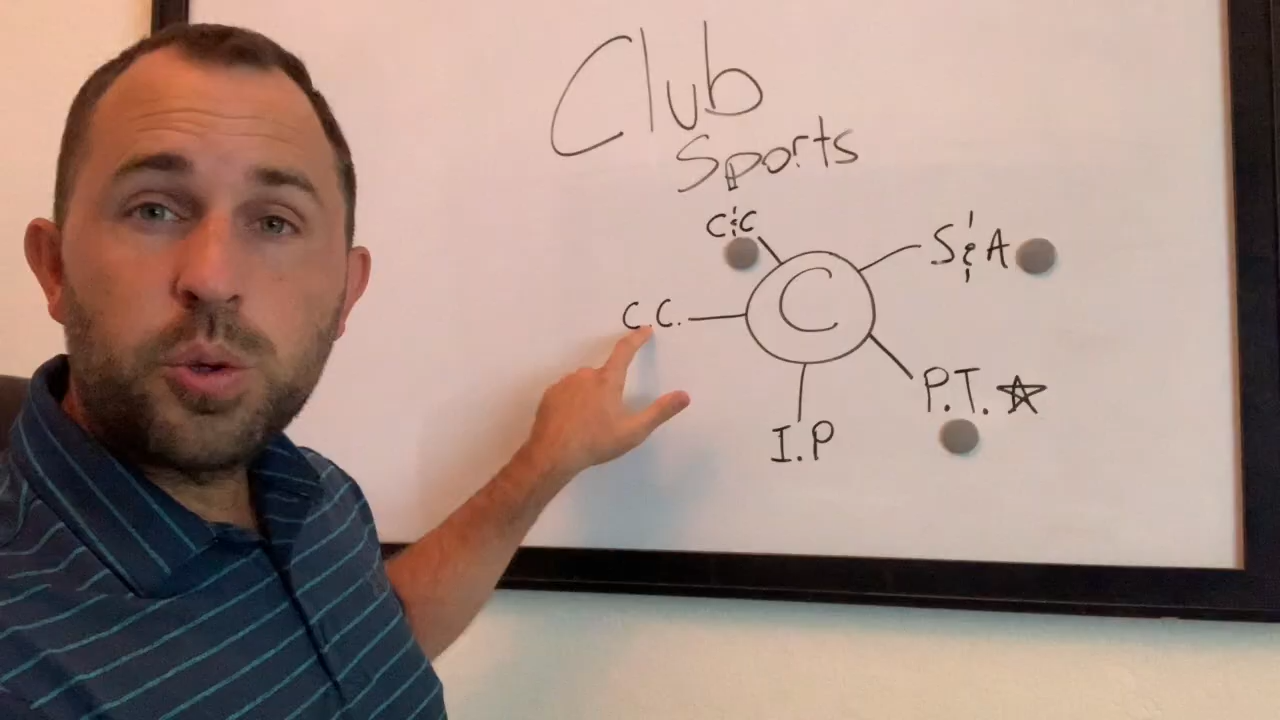 Club
Sports
C&C
S&A
C.C.
C
P.T. ☆
I.P